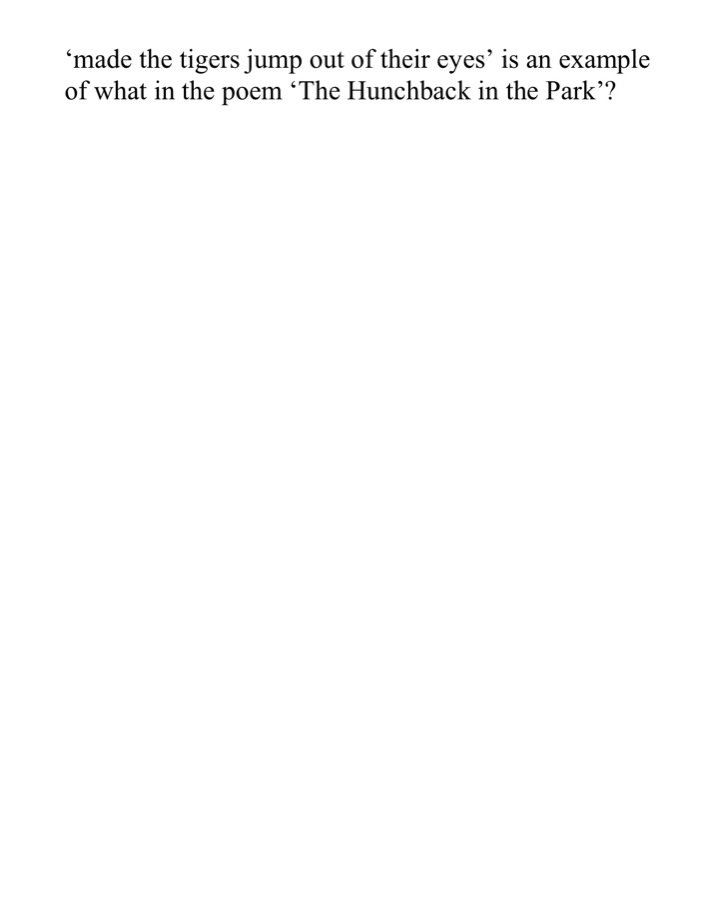 ‘made the tigers jump out of their eyes’ is an example
of what in the poem ‘The Hunchback in the Park’?